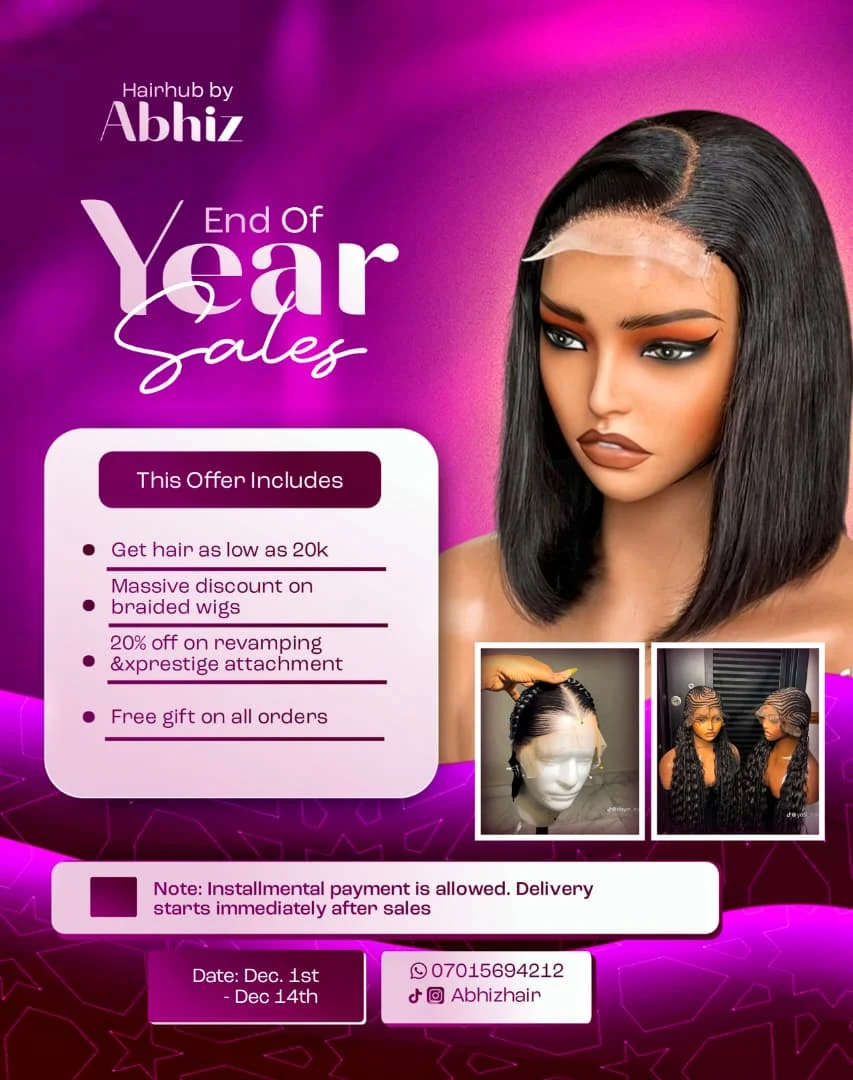 Hairhub by
Abhiz
End Of
Year
Sales
This Offer Includes
Get hair as low as 20k
Massive discount on
braided wigs
20% off on revamping
&xprestige attachment
Free gift on all orders
Note: Installmental payment is allowed. Delivery
starts immediately after sales
Date: Dec. 1st
- Dec 14th
07015694212
Abhizhair